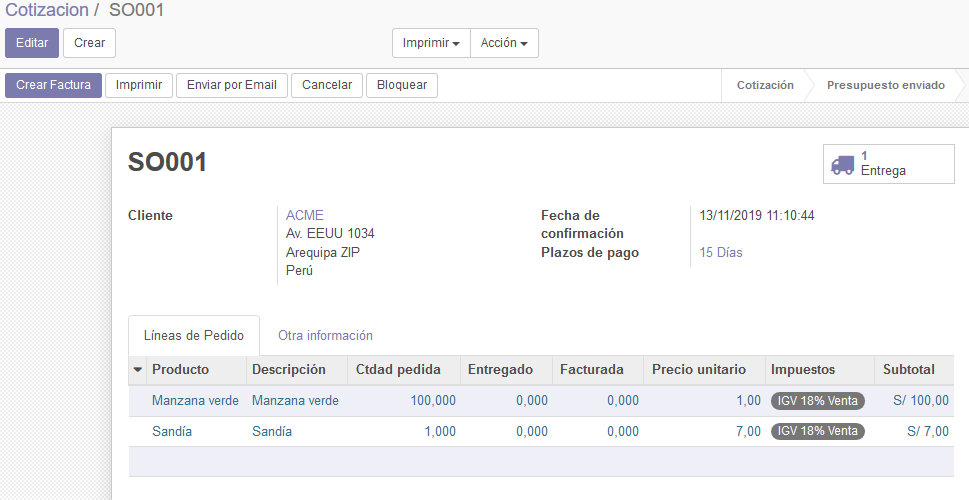 Cotizacion / SO001
Editar Crear Imprimir Acción
Crear Factura Imprimir Enviar por Email Cancelar Bloquear Cotización Presupuesto enviado
SO001
1
Entrega
Cliente ACME Fecha de confirmación 13/11/2019 11:10:44
Av. EEUU 1034
Arequipa ZIP Plazos de pago 15 Días
Perú
Líneas de Pedido Otra información
Producto Descripción Ctdad pedida Entregado Facturada Precio unitario Impuestos Subtotal
Manzana verde Manzana verde 100,000 0,000 0,000 1,00 IGV 18% Venta S/ 100,00
Sandía Sandía 1,000 0,000 0,000 7,00 IGV 18% Venta S/ 7,00